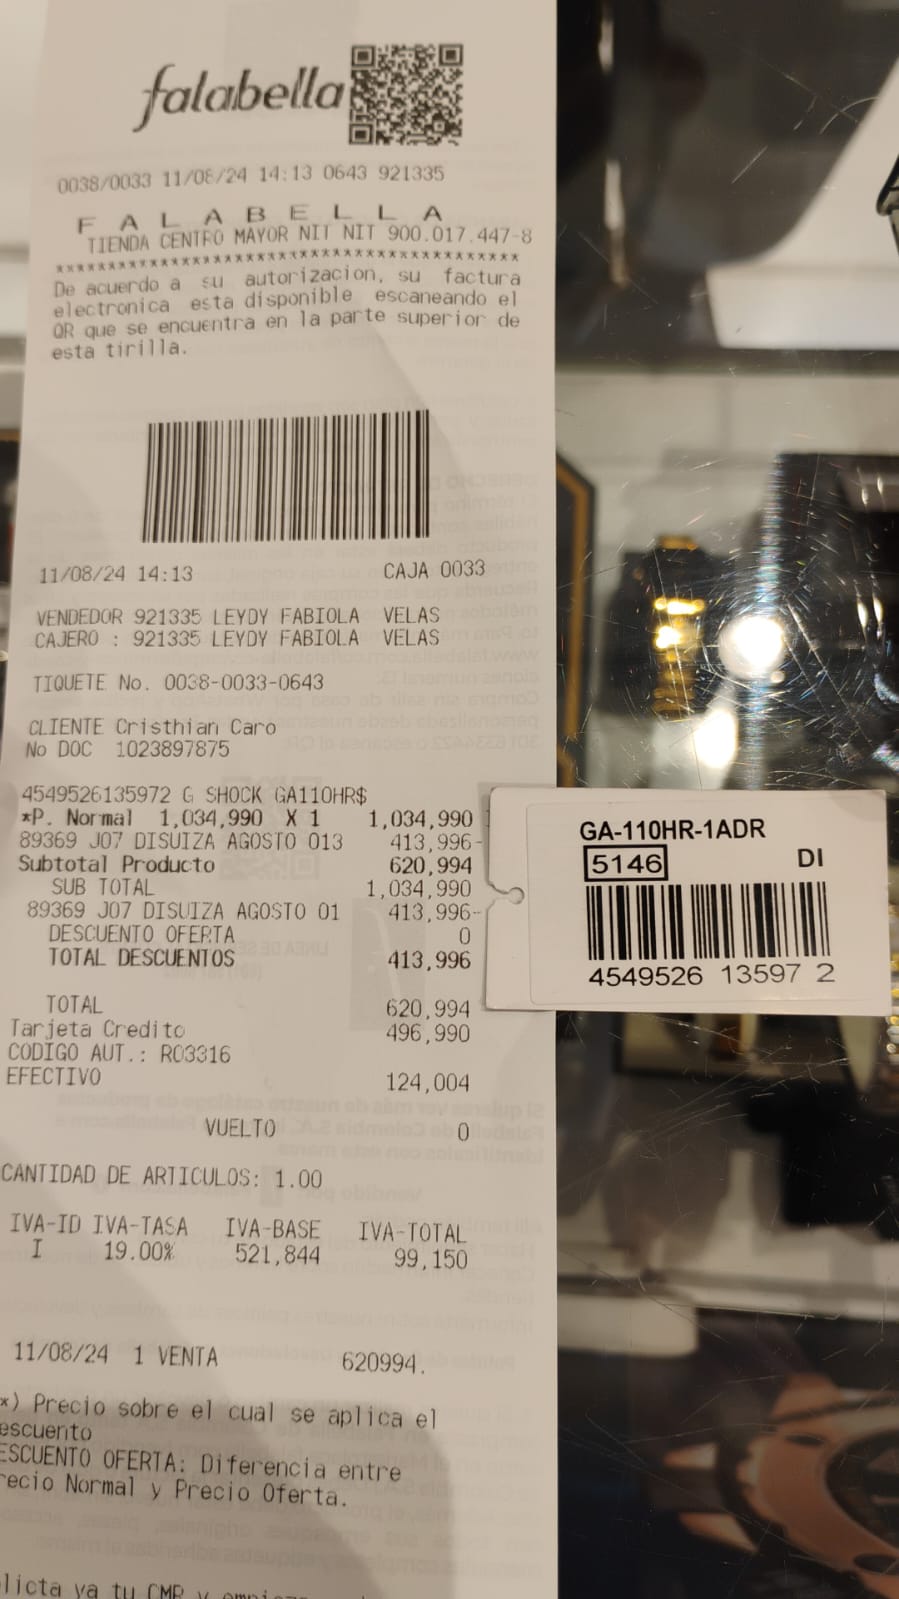 falabella
0038/0033 11/08/24 14:13 0643 921335
F A L A B E L L A
TIENDA CENTRO MAYOR NIT NIT 900.017.447-8
****************************************
De acuerdo a su autorizacion, su factura
electronica esta disponible escaneando el
QR que se encuentra en la parte superior de
esta tirilla.
11/08/24 14:13 CAJA 0033
VENDEDOR 921335 LEYDY FABIOLA VELAS
CAJERO : 921335 LEYDY FABIOLA VELAS
TIQUETE No. 0038-0033-0643
CLIENTE Cristhian Caro
No DOC 1023897875
4549526135972 G SHOCK GA110HR$
*P. Normal 1,034,990 X 1 1,034,990
89369 J07 DISUIZA AGOSTO 013 413,996-
Subtotal Producto 620,994
SUB TOTAL 1,034,990
89369 J07 DISUIZA AGOSTO 01 413,996-
DESCUENTO OFERTA 0
TOTAL DESCUENTOS 413,996
TOTAL 620,994
Tarjeta Credito 496,990
CODIGO AUT.: R03316
EFECTIVO 124,004
VUELTO 0
CANTIDAD DE ARTICULOS: 1.00
IVA-ID IVA-TASA IVA-BASE IVA-TOTAL
I 19.00% 521,844 99,150
11/08/24 1 VENTA 620994.
*) Precio sobre el cual se aplica el
escuento
ESCUENTO OFERTA: Diferencia entre
recio Normal y Precio Oferta.
licta ya tu CMR y
GA-110HR-1ADR
5146 DI
4549526 13597 2